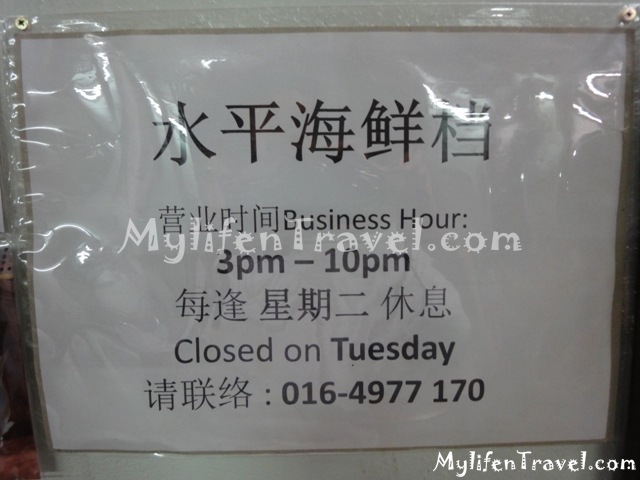 水平海鲜档
营业时间Business Hour:
MylifenTravel.com
3pm – 10pm
每逢 星期二 休息
Closed on Tuesday
请联络 : 016-4977 170
MylifenTravel.com